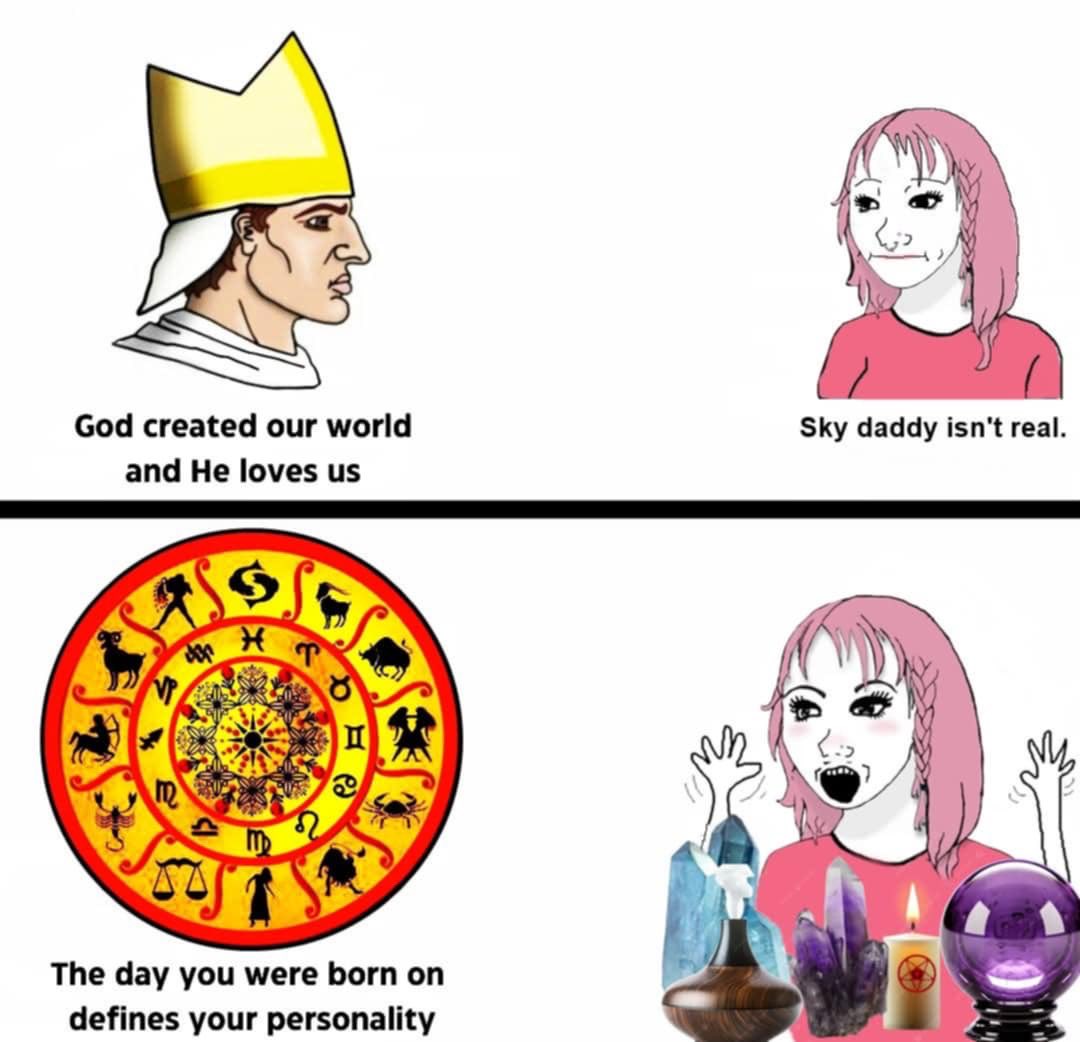 God created our world
and He loves us
Sky daddy isn't real.
The day you were born on
defines your personality